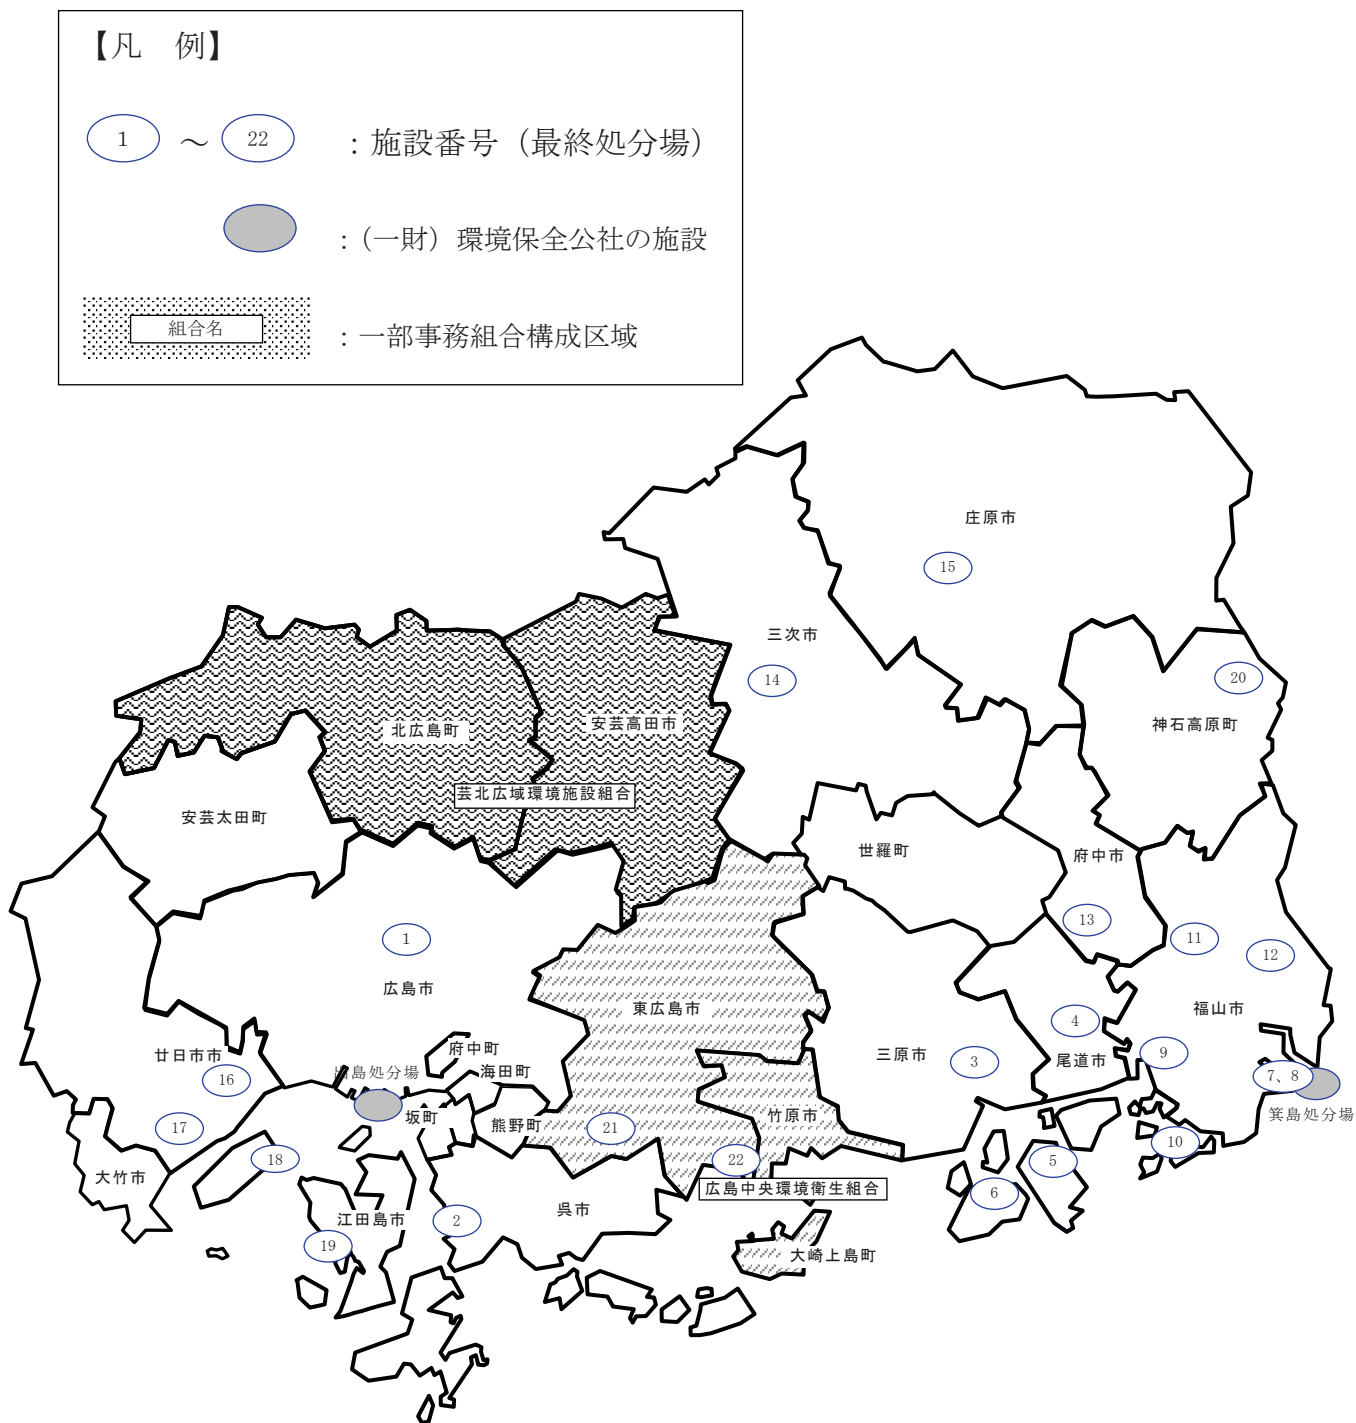 【凡　例】
1 ～ 22 ：施設番号（最終処分場）
：（一財）環境保全公社の施設
組合名 ：一部事務組合構成区域
庄原市
15
三次市
14
20
神石高原町
北広島町
安芸高田市
芸北広域環境施設組合
安芸太田町
世羅町
府中市
13
11
12
1
広島市
東広島市
福山市
4
尾道市
9
三原市
3
府中町
海田町
出島処分場
廿日市市
16
7、8
箕島処分場
坂町
熊野町
竹原市
21
17
18
10
22
5
6
大竹市
広島中央環境衛生組合
江田島市
2
呉市
19
大崎上島町